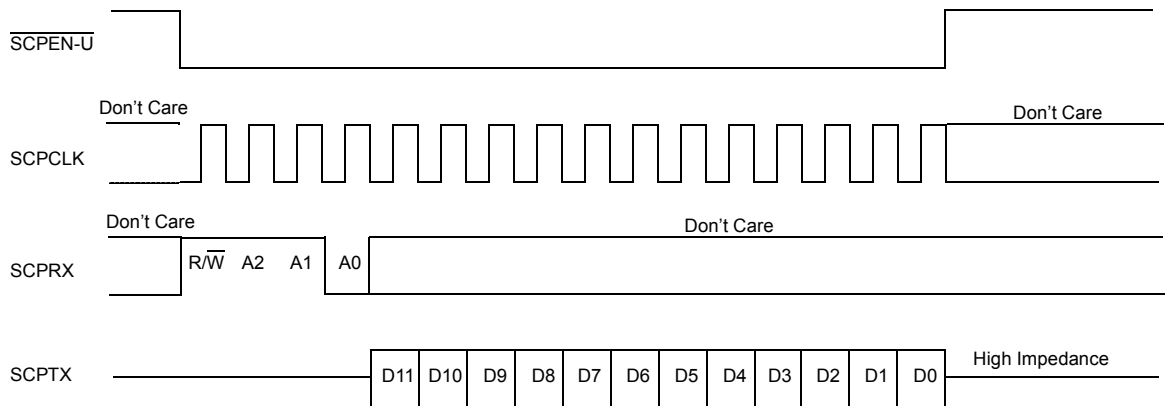 SCPEN-U
Don't Care
Don't Care
SCPCLK
Don't Care
Don't Care
SCPRX
R/W A2 A1 A0
SCPTX
D11 D10 D9 D8 D7 D6 D5 D4 D3 D2 D1 D0
High Impedance